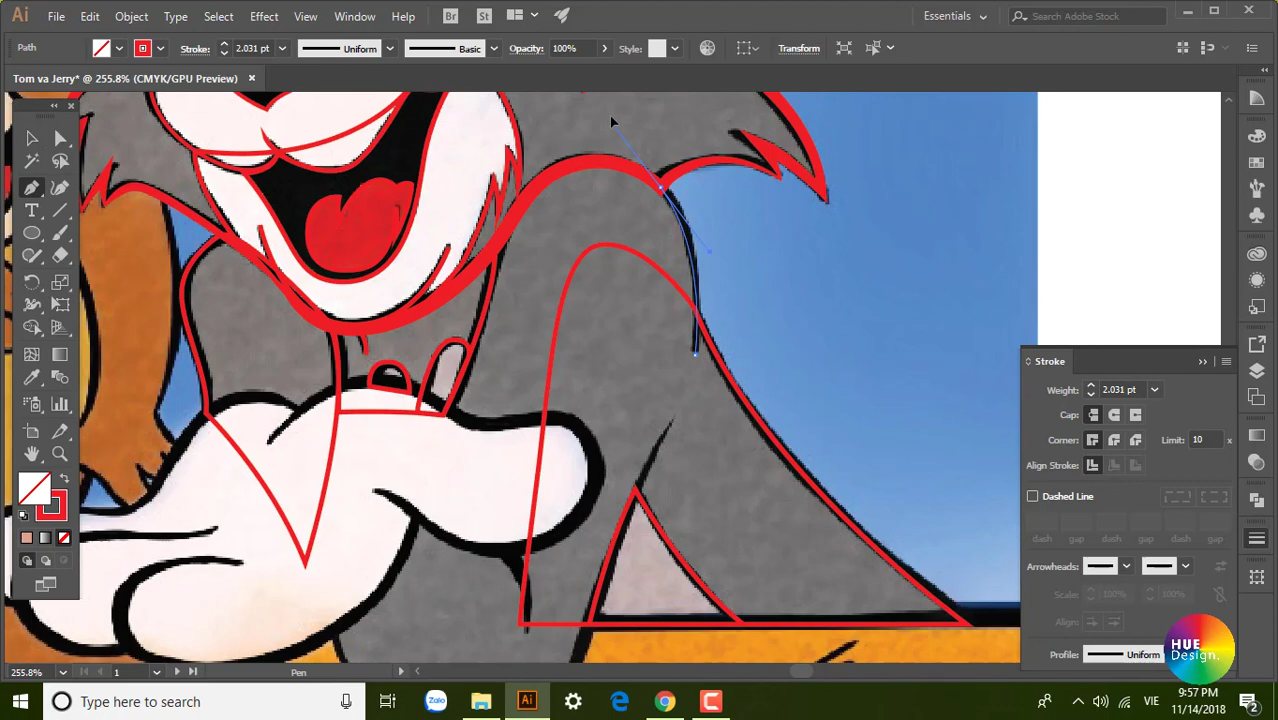 Ai File Edit Object Type Select Effect View Window Help Br St Essentials Search Adobe Stock
Path Stroke: 2.031 pt Uniform Basic Opacity: 100% Style: Transform
Tom va Jerry* @ 255.8% (CMYK/GPU Preview)
Stroke
Weight: 2.031 pt
Cap:
Corner: Limit: 10 x
Align Stroke:
Dashed Line
dash gap dash gap dash gap
Arrowheads:
Scale: 100% 100%
Align:
Profile: Uniform
HUE
Design.
255.8% 1 Pen
Type here to search Zalo Ai VIE 9:57 PM
11/14/2018 2